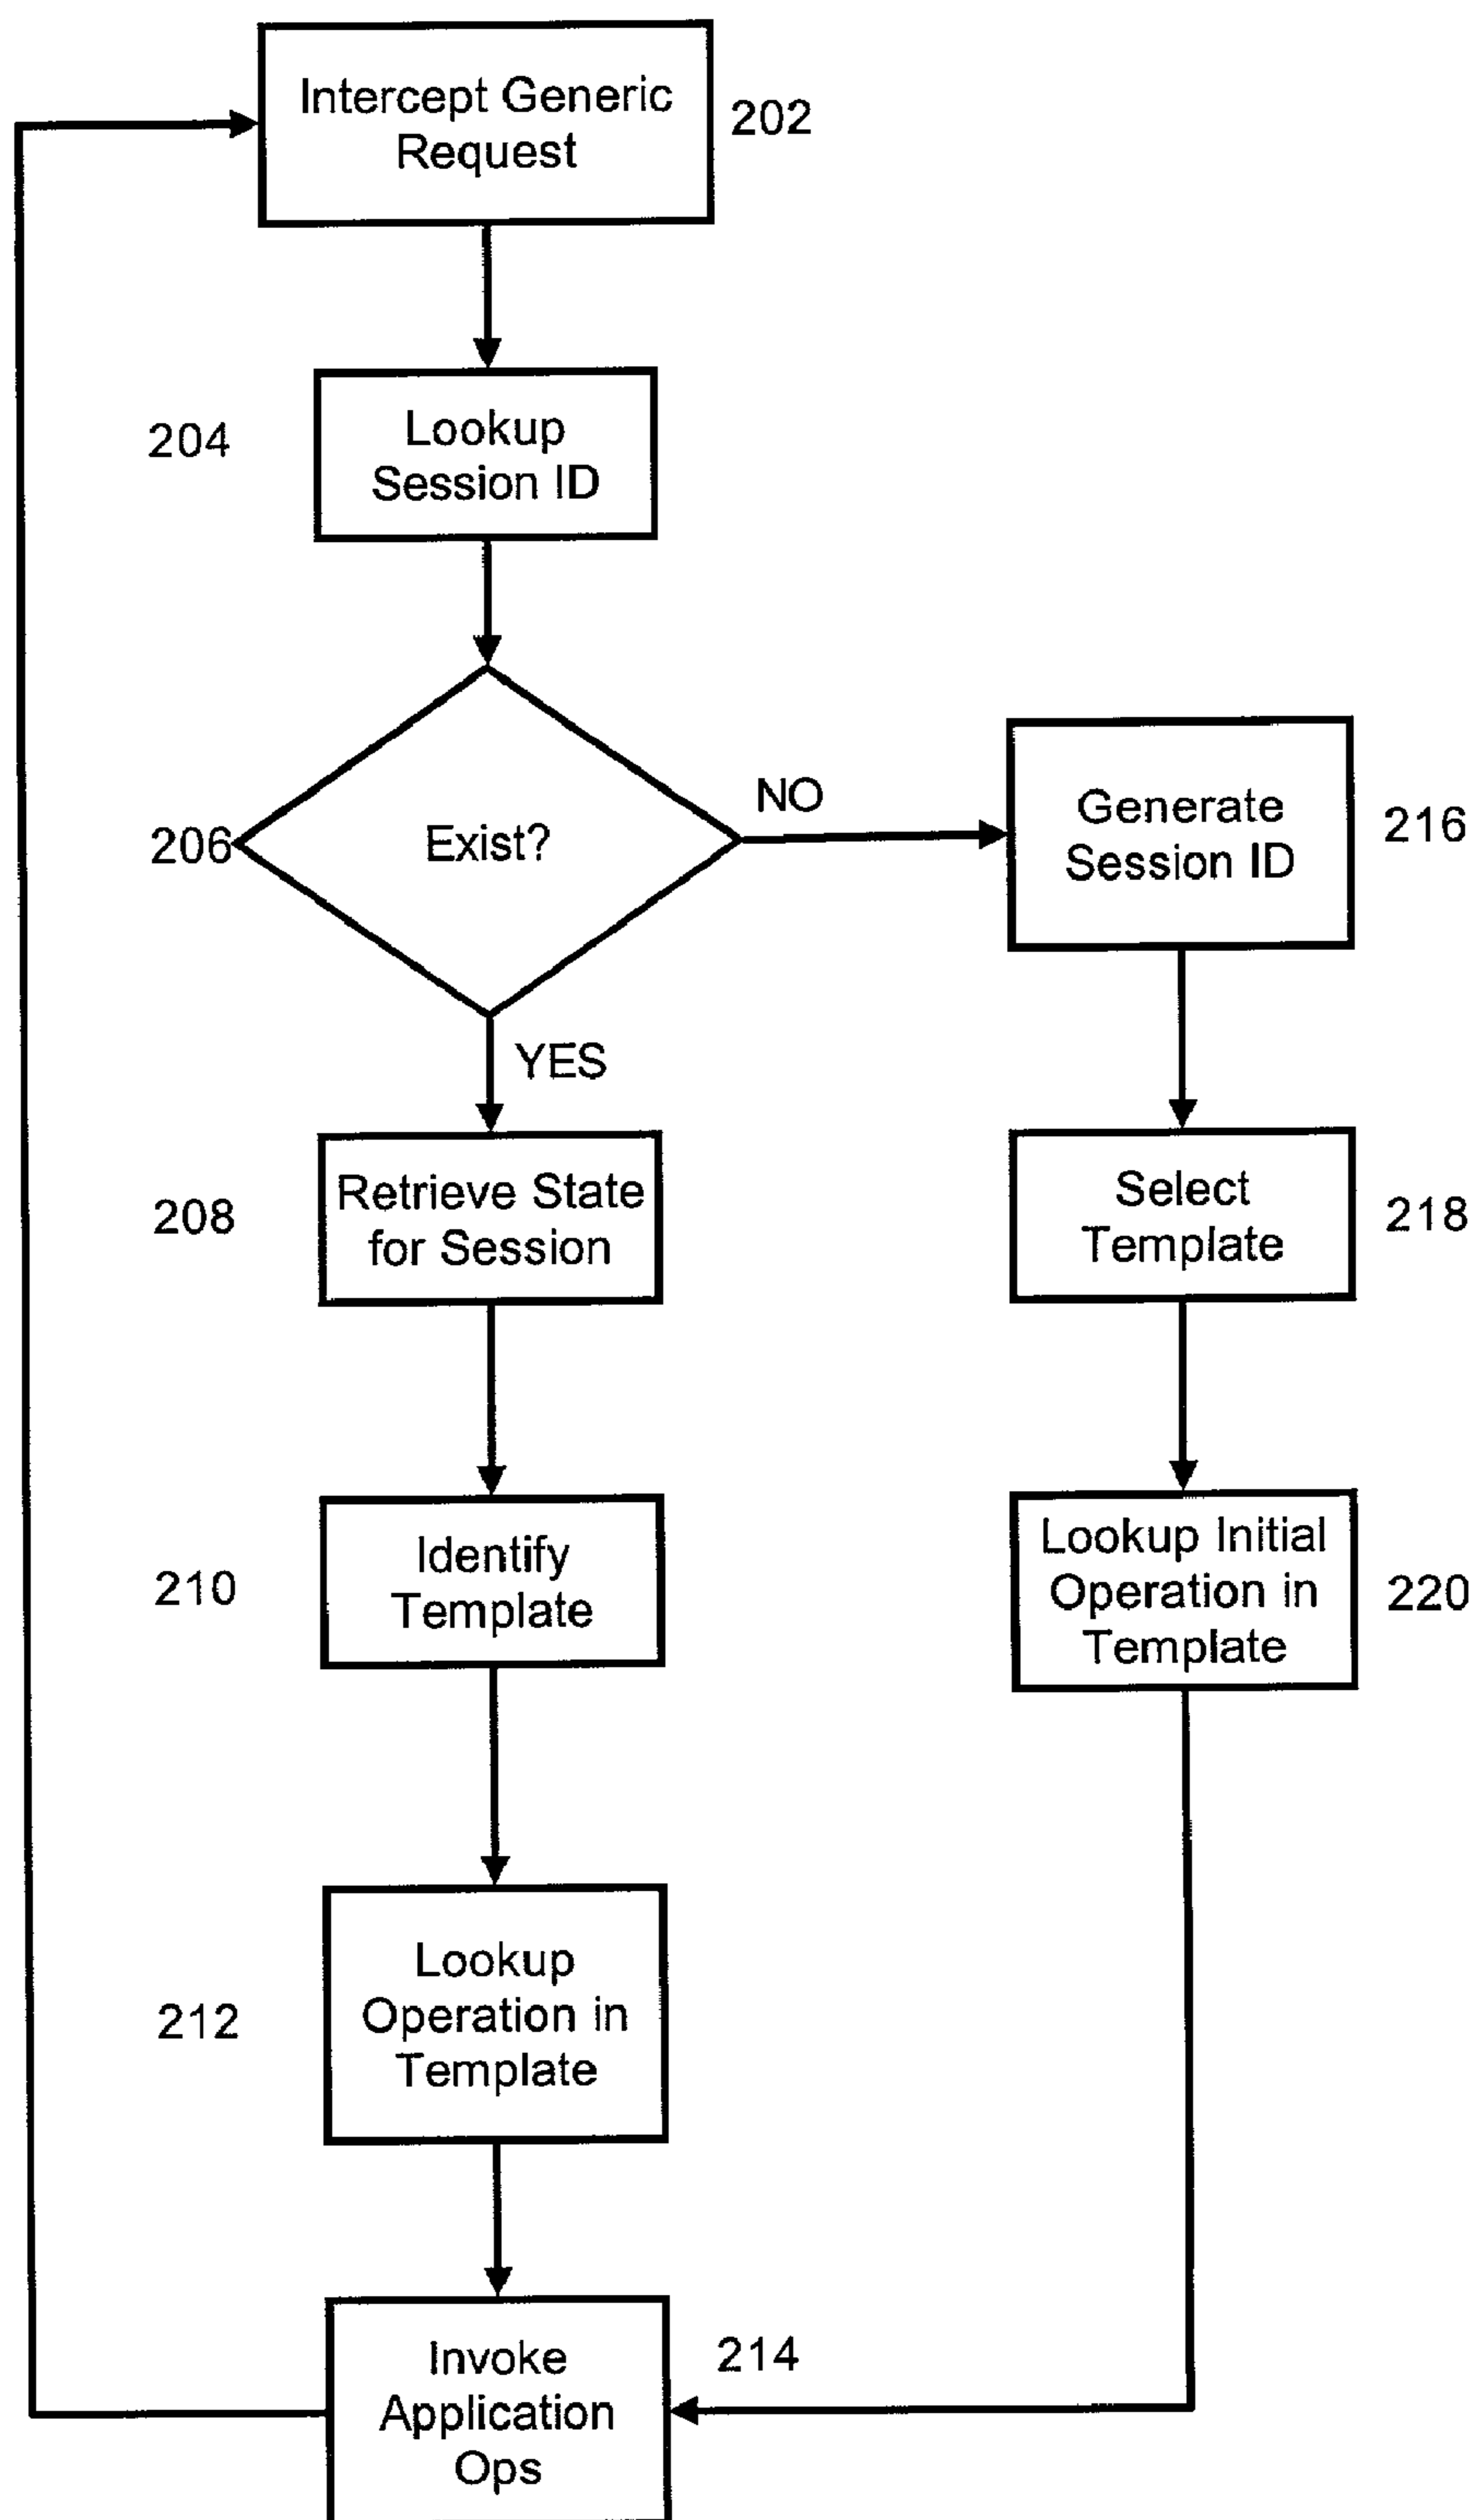 Intercept Generic
Request
202
204
Lookup
Session ID
206
Exist?
NO
Generate
Session ID
216
YES
208
Retrieve State
for Session
Select
Template
218
210
Identify
Template
Lookup Initial
Operation in
Template
220
212
Lookup
Operation in
Template
Invoke
Application
Ops
214